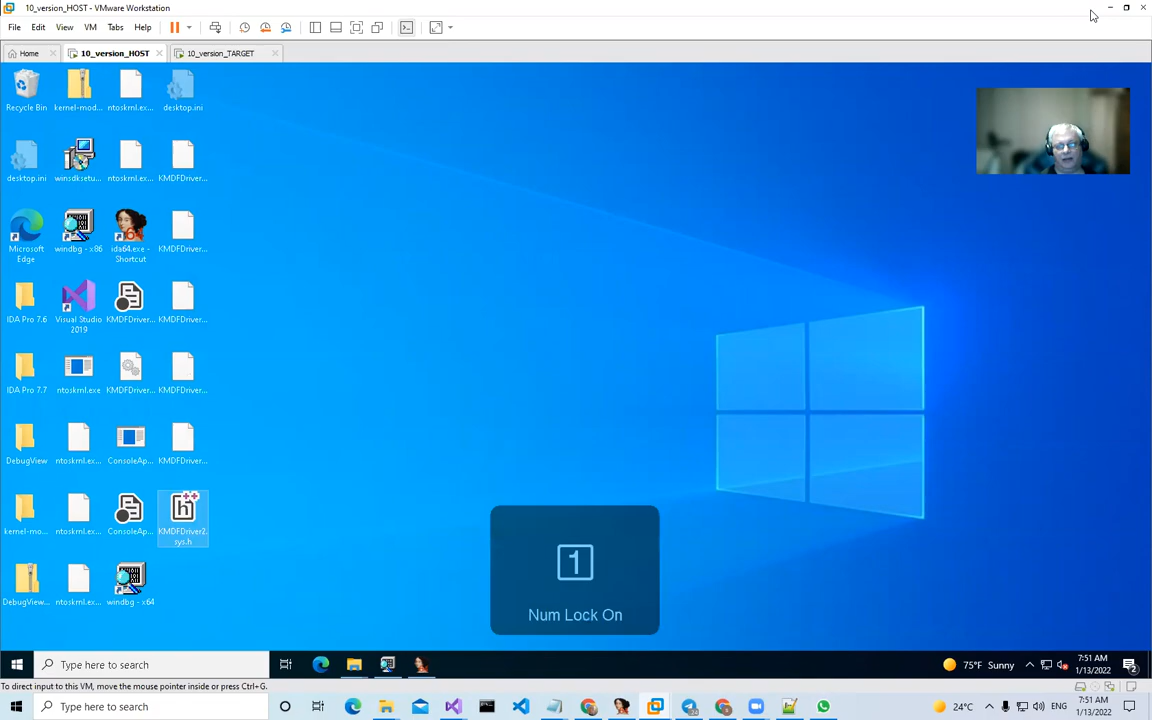 10_version_HOST - VMware Workstation
File Edit View VM Tabs Help
Home 10_version_HOST 10_version_TARGET
Recycle Bin kernel-mod... ntoskrnl.ex... desktop.ini
desktop.ini winsdksetu... ntoskrnl.ex... KMDFDriver...
Microsoft Edge windbg - x86 ida64.exe - Shortcut KMDFDriver...
IDA Pro 7.6 Visual Studio 2019 KMDFDriver... KMDFDriver...
IDA Pro 7.7 ntoskrnl.exe KMDFDriver... KMDFDriver...
DebugView ntoskrnl.ex... ConsoleAp... KMDFDriver...
kernel-mo... ntoskrnl.ex... ConsoleAp... KMDFDriver2.sys.h
DebugView... ntoskrnl.ex... windbg - x64
1
Num Lock On
Type here to search
75°F Sunny
7:51 AM
1/13/2022
2
To direct input to this VM, move the mouse pointer inside or press Ctrl+G.
Type here to search
24°C
ENG
7:51 AM
1/13/2022